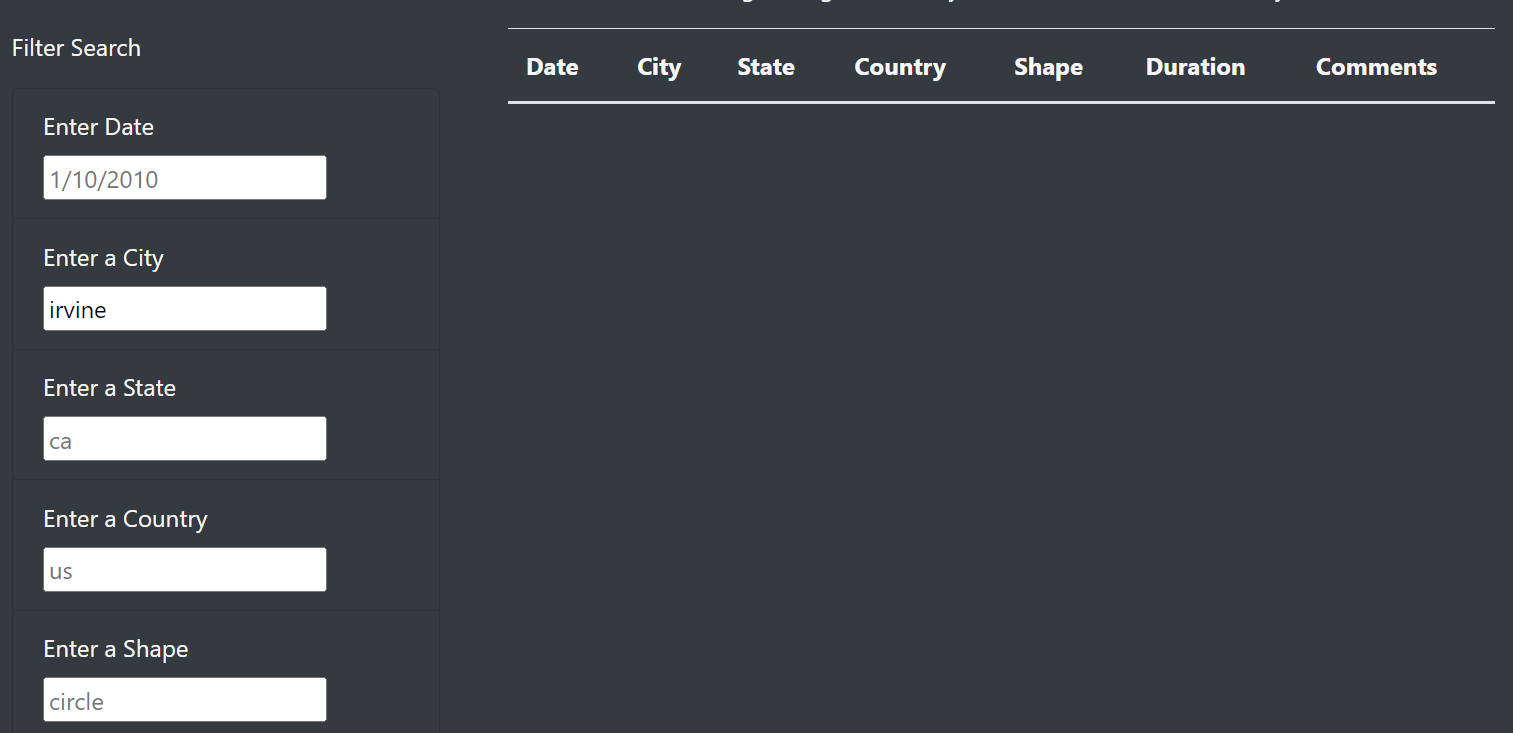 Filter Search
Date City State Country Shape Duration Comments
Enter Date
1/10/2010
Enter a City
irvine
Enter a State
ca
Enter a Country
us
Enter a Shape
circle